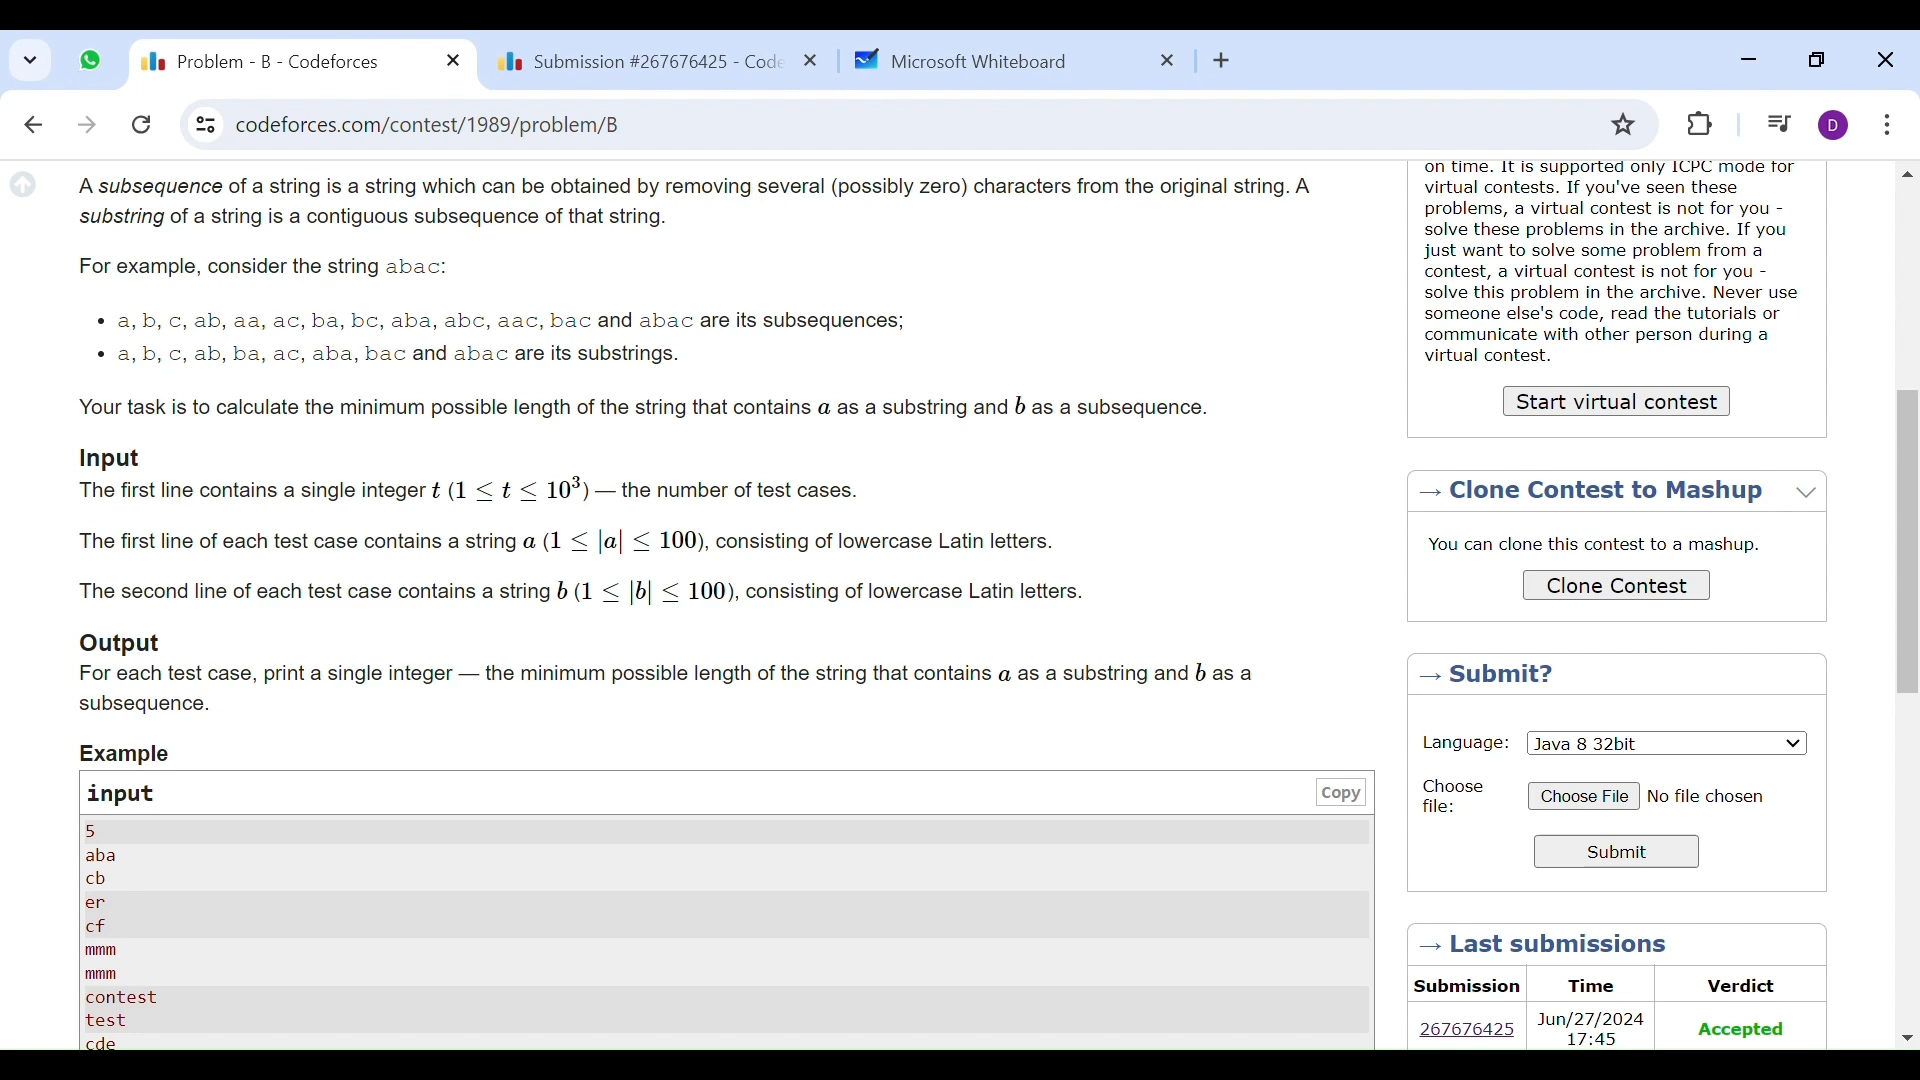 Problem - B - Codeforces
Submission #267676425 - Code
Microsoft Whiteboard
codeforces.com/contest/1989/problem/B
D
A subsequence of a string is a string which can be obtained by removing several (possibly zero) characters from the original string. A
substring of a string is a contiguous subsequence of that string.
For example, consider the string abac:
• a, b, c, ab, aa, ac, ba, bc, aba, abc, aac, bac and abac are its subsequences;
• a, b, c, ab, ba, ac, aba, bac and abac are its substrings.
Your task is to calculate the minimum possible length of the string that contains a as a substring and b as a subsequence.
Input
The first line contains a single integer t (1 ≤ t ≤ 10³) — the number of test cases.
The first line of each test case contains a string a (1 ≤ |a| ≤ 100), consisting of lowercase Latin letters.
The second line of each test case contains a string b (1 ≤ |b| ≤ 100), consisting of lowercase Latin letters.
Output
For each test case, print a single integer — the minimum possible length of the string that contains a as a substring and b as a
subsequence.
Example
input
Copy
5
aba
cb
er
cf
mmm
mmm
contest
test
cde
on time. It is supported only ICPC mode for
virtual contests. If you've seen these
problems, a virtual contest is not for you -
solve these problems in the archive. If you
just want to solve some problem from a
contest, a virtual contest is not for you -
solve this problem in the archive. Never use
someone else's code, read the tutorials or
communicate with other person during a
virtual contest.
Start virtual contest
→ Clone Contest to Mashup
You can clone this contest to a mashup.
Clone Contest
→ Submit?
Language: Java 8 32bit
Choose
file:
Choose File No file chosen
Submit
→ Last submissions
Submission Time Verdict
267676425 Jun/27/2024 Accepted
17:45